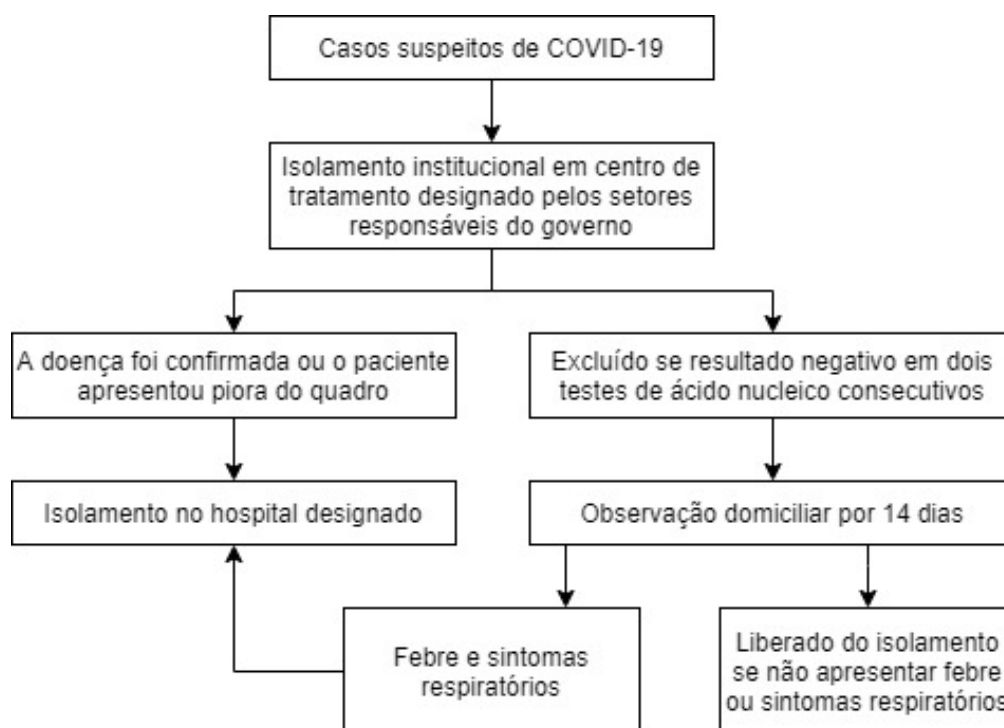 Casos suspeitos de COVID-19
Isolamento institucional em centro de
tratamento designado pelos setores
responsáveis do governo
A doença foi confirmada ou o paciente
apresentou piora do quadro
Excluído se resultado negativo em dois
testes de ácido nucleico consecutivos
Isolamento no hospital designado
Observação domiciliar por 14 dias
Febre e sintomas
respiratórios
Liberado do isolamento
se não apresentar febre
ou sintomas respiratórios